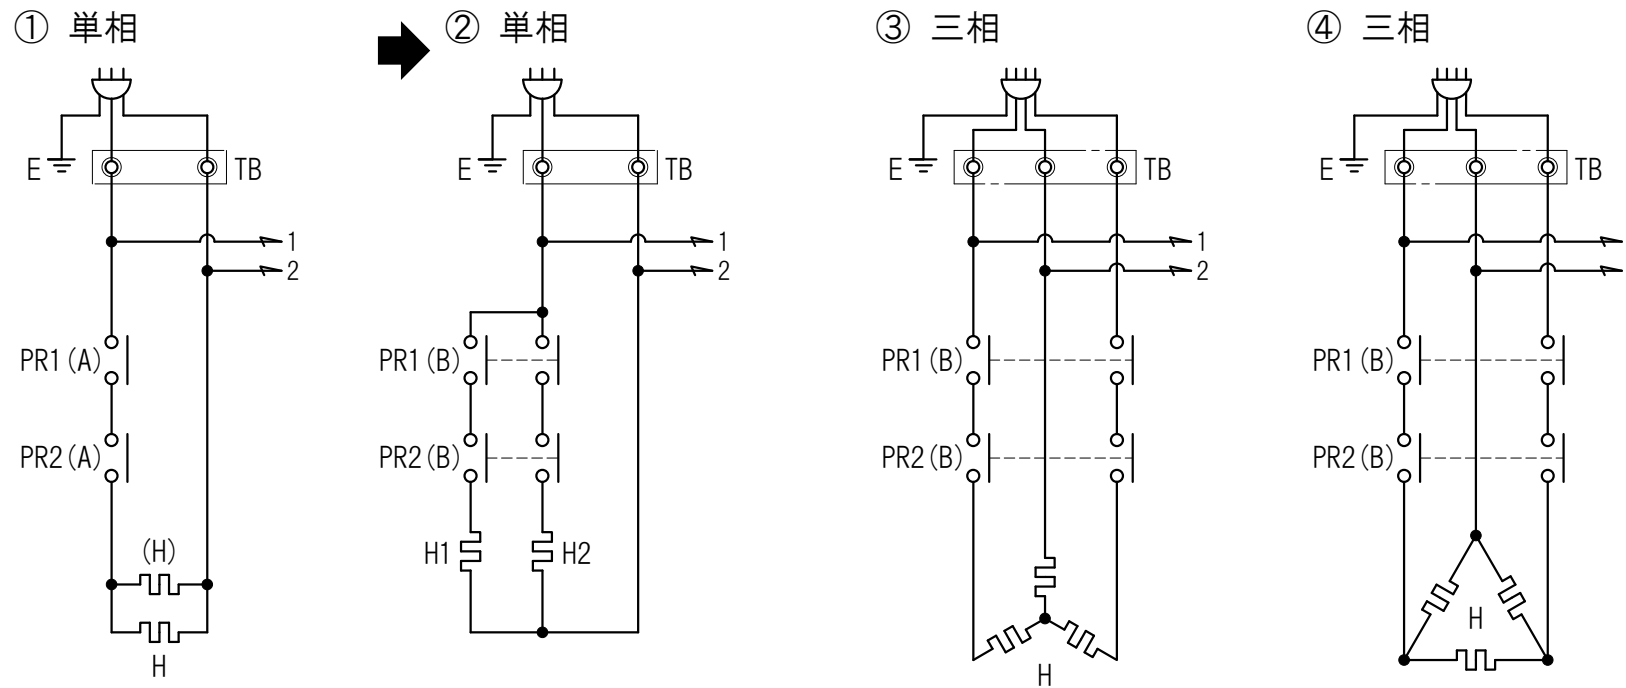 ① 単相
② 単相
③ 三相
④ 三相
E
TB
E
TB
E
TB
E
TB
1
2
1
2
1
2
PR1(A)
PR1(B)
PR1(B)
PR1(B)
PR2(A)
PR2(B)
PR2(B)
PR2(B)
(H)
H1
H2
H
H
H